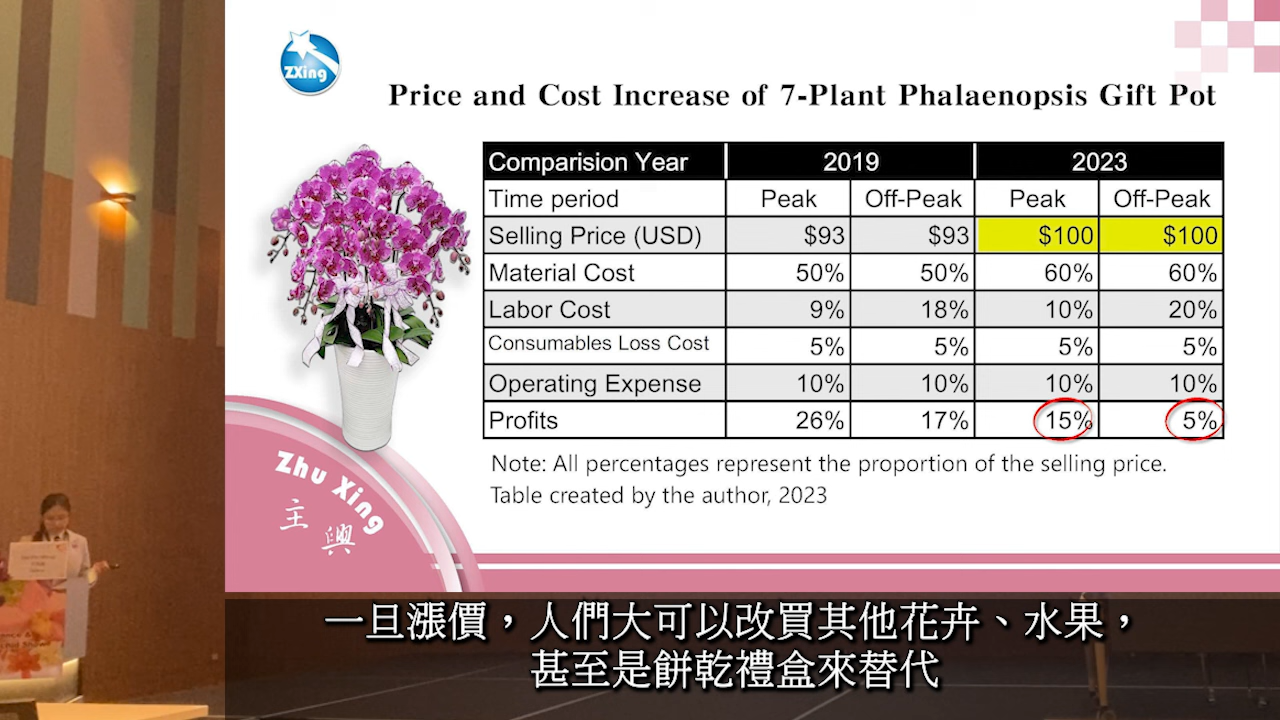 ZXing
Price and Cost Increase of 7-Plant Phalaenopsis Gift Pot
Comparision Year 2019 2023
Time period Peak Off-Peak Peak Off-Peak
Selling Price (USD) $93 $93 $100 $100
Material Cost 50% 50% 60% 60%
Labor Cost 9% 18% 10% 20%
Consumables Loss Cost 5% 5% 5% 5%
Operating Expense 10% 10% 10% 10%
Profits 26% 17% 15% 5%
Note: All percentages represent the proportion of the selling price.
Table created by the author, 2023
Zhu Xing
主興
一旦漲價，人們大可以改買其他花卉、水果，
甚至是餅乾禮盒來替代